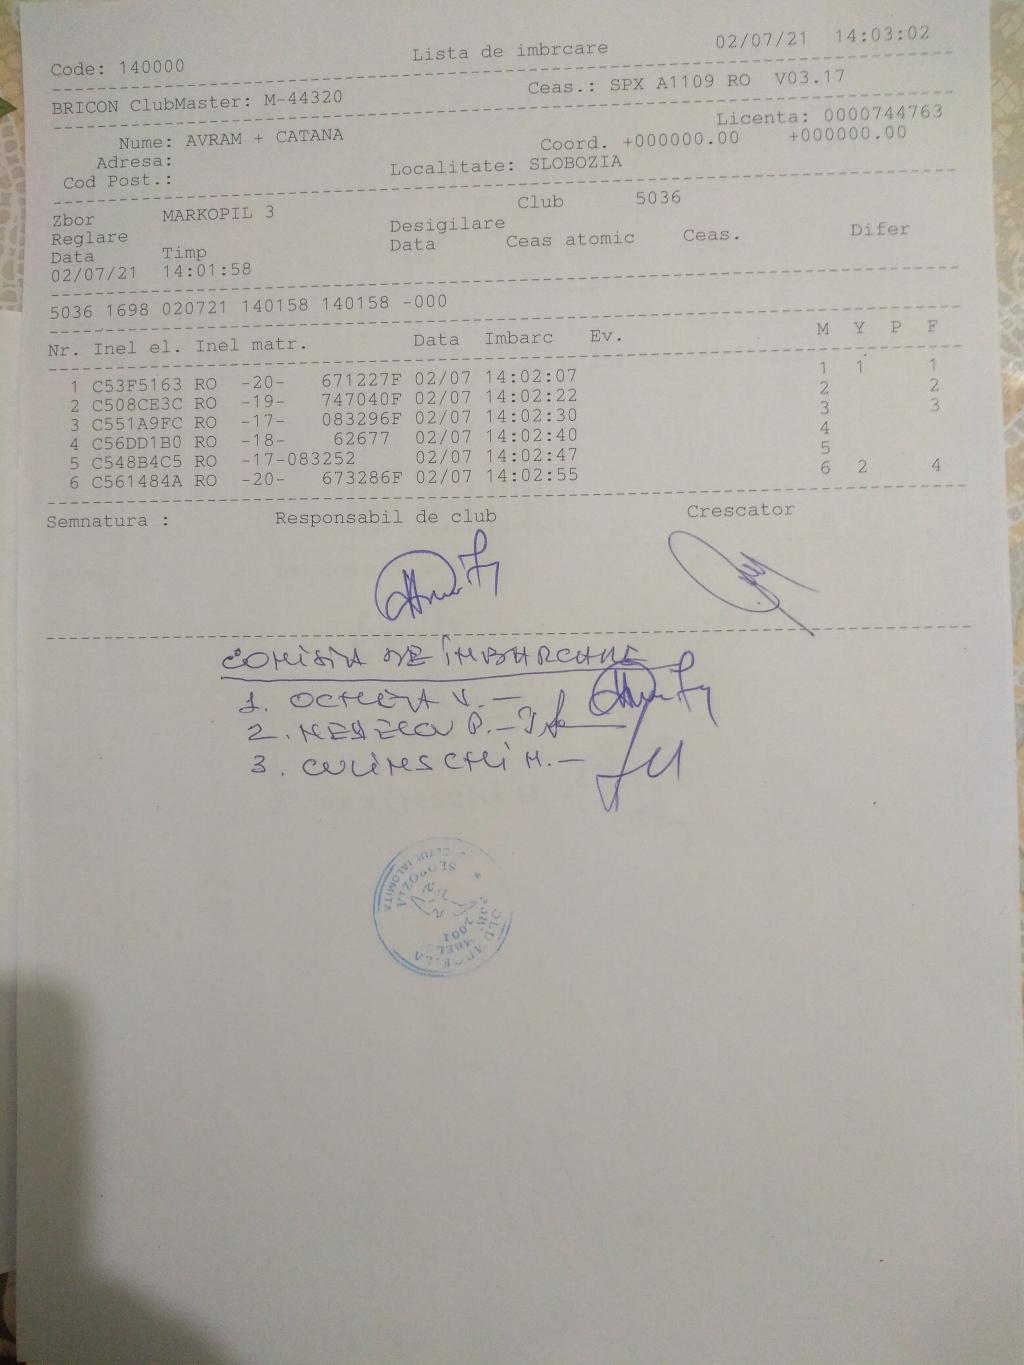 Code: 140000 Lista de imbrcare 02/07/21 14:03:02
BRICON ClubMaster: M-44320 Ceas.: SPX A1109 RO V03.17
Licenta: 0000744763
Nume: AVRAM + CATANA Coord. +000000.00 +000000.00
Adresa: Localitate: SLOBOZIA
Cod Post.:
Zbor MARKOPIL 3 Club 5036
Reglare Desigilare
Data Timp Data Ceas atomic Ceas. Difer
02/07/21 14:01:58
5036 1698 020721 140158 140158 -000
Nr. Inel el. Inel matr. Data Imbarc Ev. M Y P F
1 C53F5163 RO -20- 671227F 02/07 14:02:07 1 1 1
2 C508CE3C RO -19- 747040F 02/07 14:02:22 2 2
3 C551A9FC RO -17- 083296F 02/07 14:02:30 3 3
4 C56DD1B0 RO -18- 62677 02/07 14:02:40 4
5 C548B4C5 RO -17-083252 02/07 14:02:47 5
6 C561484A RO -20- 673286F 02/07 14:02:55 6 2 4
Semnatura : Responsabil de club Crescator
COMISIA DE ÎMBARCARE
1. V. -
2. P. -
3. M. -
SLOBOZIA
IALOMITA
2001